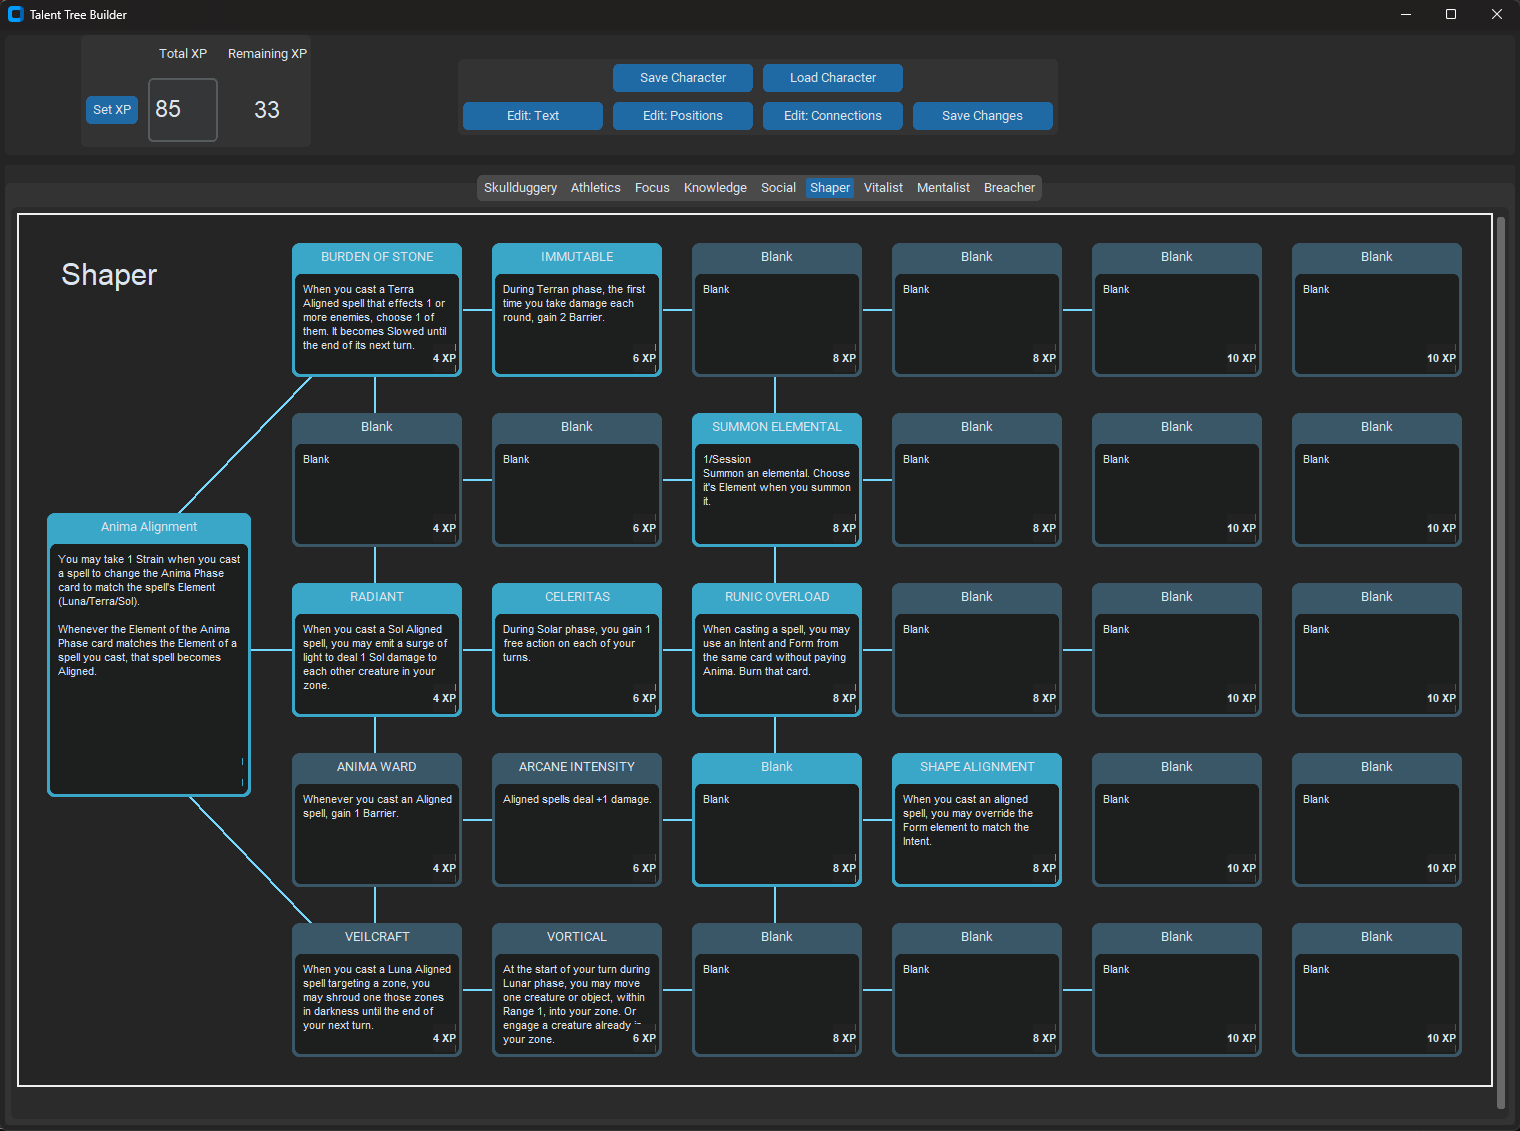 Talent Tree Builder
Total XP
Remaining XP
Set XP
85
33
Save Character
Load Character
Edit: Text
Edit: Positions
Edit: Connections
Save Changes
Skullduggery
Athletics
Focus
Knowledge
Social
Shaper
Vitalist
Mentalist
Breacher
Shaper
Anima Alignment
You may take 1 Strain when you cast
a spell to change the Anima Phase
card to match the spell's Element
(Luna/Terra/Sol).
Whenever the Element of the Anima
Phase card matches the Element of a
spell you cast, that spell becomes
Aligned.
BURDEN OF STONE
When you cast a Terra
Aligned spell that effects 1 or
more enemies, choose 1 of
them. It becomes Slowed until
the end of its next turn.
4 XP
IMMUTABLE
During Terran phase, the first
time you take damage each
round, gain 2 Barrier.
6 XP
Blank
Blank
8 XP
Blank
Blank
8 XP
Blank
Blank
10 XP
Blank
Blank
10 XP
Blank
Blank
4 XP
Blank
Blank
6 XP
SUMMON ELEMENTAL
1/Session
Summon an elemental. Choose
it's Element when you summon
it.
8 XP
Blank
Blank
8 XP
Blank
Blank
10 XP
Blank
Blank
10 XP
RADIANT
When you cast a Sol Aligned
spell, you may emit a surge of
light to deal 1 Sol damage to
each other creature in your
zone.
4 XP
CELERITAS
During Solar phase, you gain 1
free action on each of your
turns.
6 XP
RUNIC OVERLOAD
When casting a spell, you may
use an Intent and Form from
the same card without paying
Anima. Burn that card.
8 XP
Blank
Blank
8 XP
Blank
Blank
10 XP
Blank
Blank
10 XP
ANIMA WARD
Whenever you cast an Aligned
spell, gain 1 Barrier.
4 XP
ARCANE INTENSITY
Aligned spells deal +1 damage.
6 XP
Blank
Blank
8 XP
SHAPE ALIGNMENT
When you cast an aligned
spell, you may override the
Form element to match the
Intent.
8 XP
Blank
Blank
10 XP
Blank
Blank
10 XP
VEILCRAFT
When you cast a Luna Aligned
spell targeting a zone, you
may shroud one those zones
in darkness until the end of
your next turn.
4 XP
VORTICAL
At the start of your turn during
Lunar phase, you may move
one creature or object, within
Range 1, into your zone. Or
engage a creature already
your zone.
6 XP
Blank
Blank
8 XP
Blank
Blank
8 XP
Blank
Blank
10 XP
Blank
Blank
10 XP